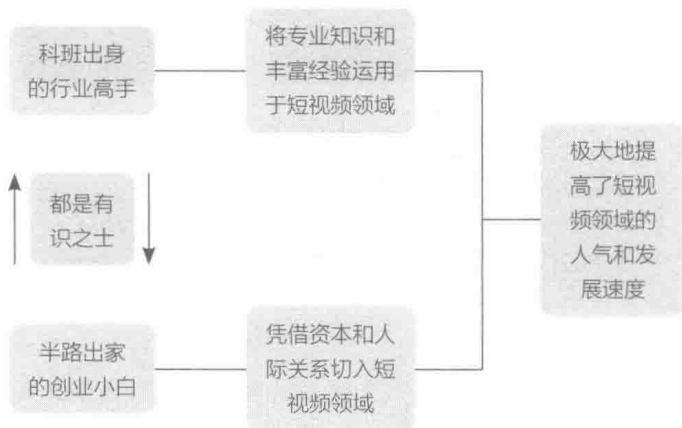 科班出身
的行业高手
将专业知识和
丰富经验运用
于短视频领域
都是有
识之士
极大地提
高了短视
频领域的
人气和发
展速度
半路出家
的创业小白
凭借资本和人
际关系切入短
视频领域